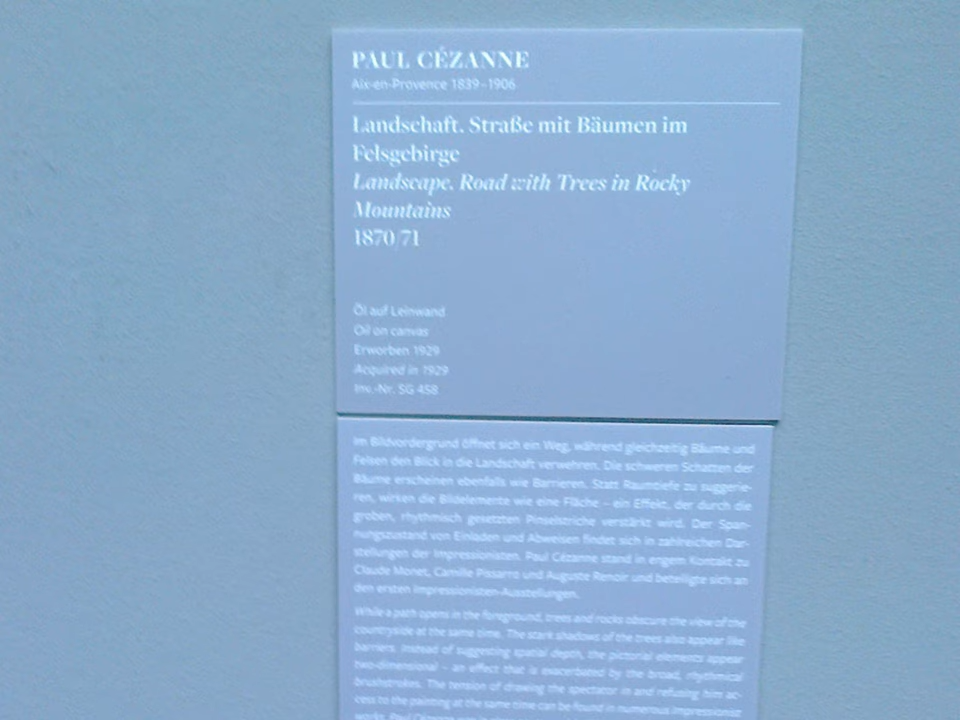 PAUL CÉZANNE
Aix-en-Provence 1839–1906
Landschaft. Straße mit Bäumen im
Felsgebirge
Landscape. Road with Trees in Rocky
Mountains
1870/71
Öl auf Leinwand
Oil on canvas
Erworben 1929
Acquired in 1929
Inv.-Nr. SG 458
Im Bildvordergrund öffnet sich ein Weg, während gleichzeitig Bäume und
Felsen den Blick in die Landschaft verwehren. Die schweren Schatten der
Bäume erscheinen ebenfalls wie Barrieren. Statt Raumtiefe zu suggerie-
ren, wirken die Bildelemente wie eine Fläche – ein Effekt, der durch die
groben, rhythmisch gesetzten Pinselstriche verstärkt wird. Der Span-
nungszustand von Einladen und Abweisen findet sich in zahlreichen Dar-
stellungen der Impressionisten. Paul Cézanne stand in engem Kontakt zu
Claude Monet, Camille Pissarro und Auguste Renoir und beteiligte sich an
den ersten Impressionisten-Ausstellungen.
While a path opens in the foreground, trees and rocks obscure the view of the
countryside at the same time. The stark shadows of the trees also appear like
barriers. Instead of suggesting spatial depth, the pictorial elements appear
two-dimensional – an effect that is exacerbated by the broad, rhythmical
brushstrokes. The tension of drawing the spectator in and refusing him ac-
cess to the painting at the same time can be found in numerous Impressionist
works. Paul Cézanne